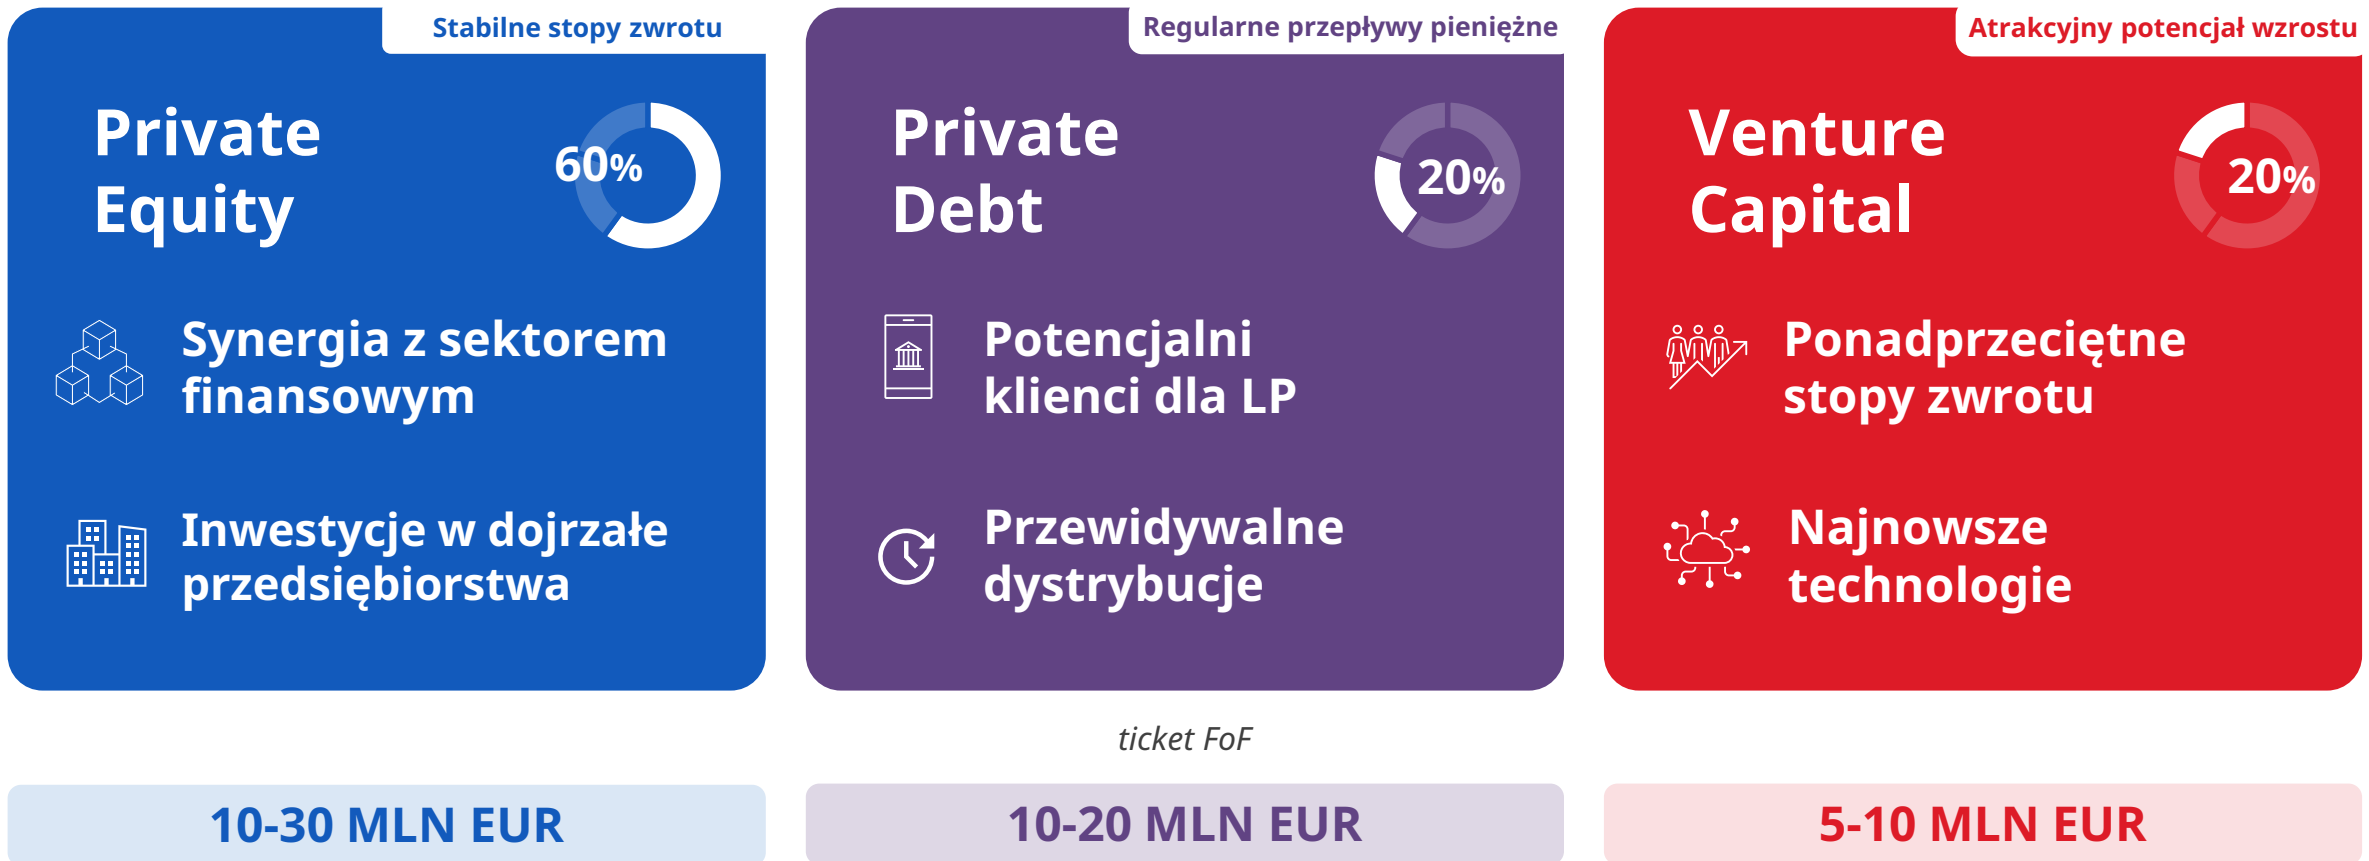 Stabilne stopy zwrotu
Private
Equity
60%
Synergia z sektorem
finansowym
Inwestycje w dojrzałe
przedsiębiorstwa
Regularne przepływy pieniężne
Private
Debt
20%
Potencjalni
klienci dla LP
Przewidywalne
dystrybucje
Atrakcyjny potencjał wzrostu
Venture
Capital
20%
Ponadprzeciętne
stopy zwrotu
Najnowsze
technologie
ticket FoF
10-30 MLN EUR
10-20 MLN EUR
5-10 MLN EUR